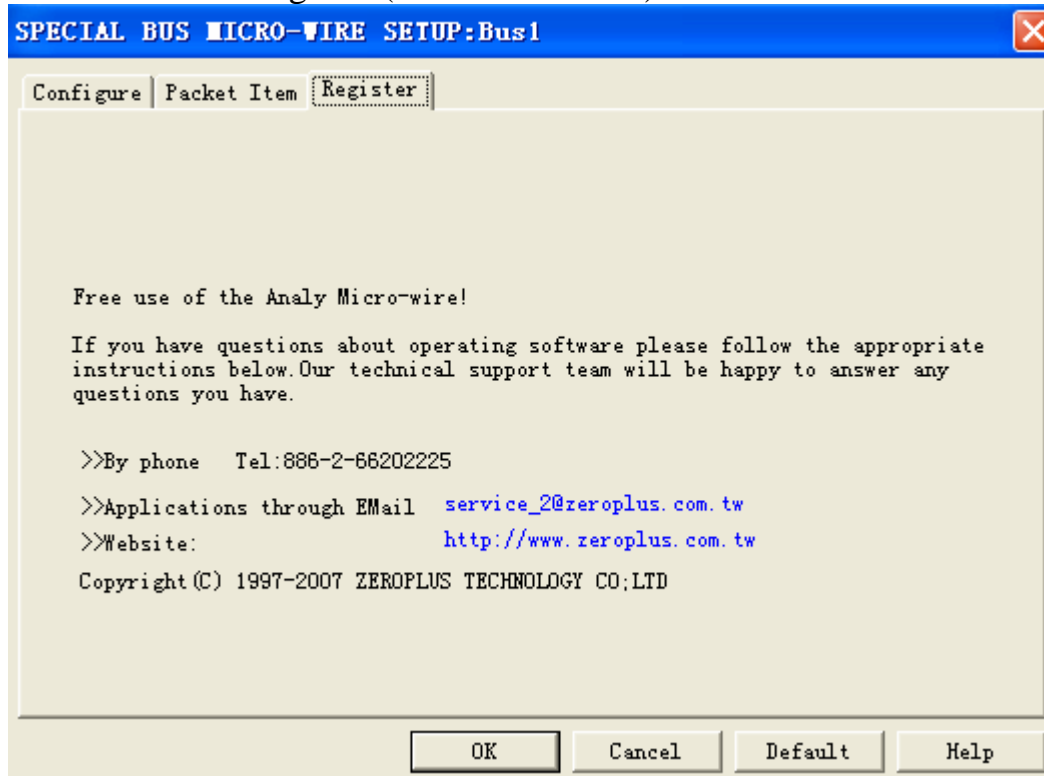 SPECIAL BUS MICRO-WIRE SETUP:Bus1
Configure Packet Item Register
Free use of the Analy Micro-wire!
If you have questions about operating software please follow the appropriate
instructions below.Our technical support team will be happy to answer any
questions you have.
>>By phone Tel:886-2-66202225
>>Applications through EMail service_2@zeroplus.com.tw
>>Website: http://www.zeroplus.com.tw
Copyright(C) 1997-2007 ZEROPLUS TECHNOLOGY CO;LTD
OK Cancel Default Help